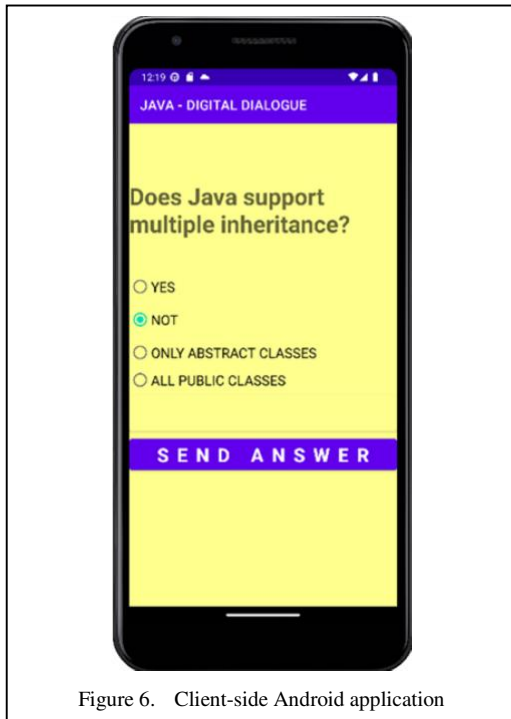 12:19
JAVA - DIGITAL DIALOGUE
Does Java support
multiple inheritance?
YES
NOT
ONLY ABSTRACT CLASSES
ALL PUBLIC CLASSES
SEND ANSWER
Figure 6. Client-side Android application